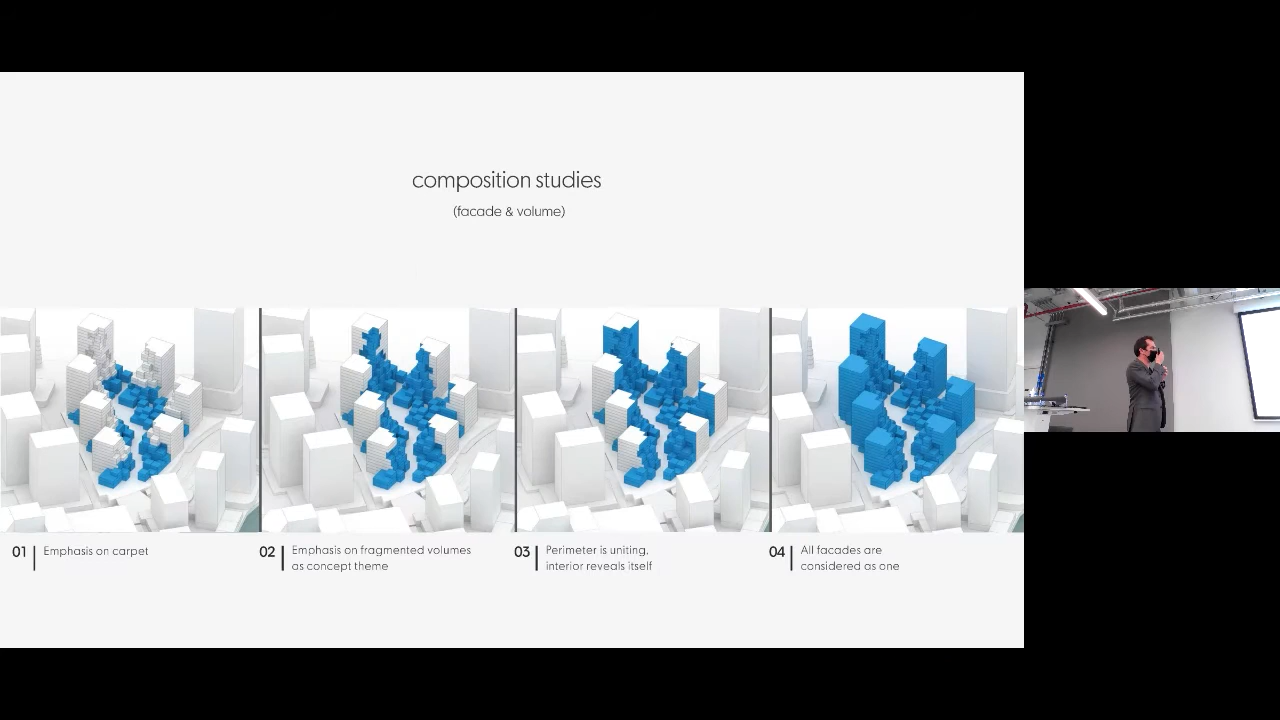 composition studies
(facade & volume)
01 Emphasis on carpet
02 Emphasis on fragmented volumes
as concept theme
03 Perimeter is uniting,
interior reveals itself
04 All facades are
considered as one